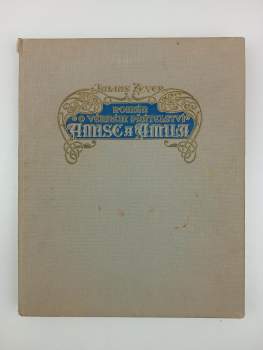 JULIUS ZEYER
ROMÁN
O VĚRNÉM PŘÁTELSTVÍ
AMISE A AMILA